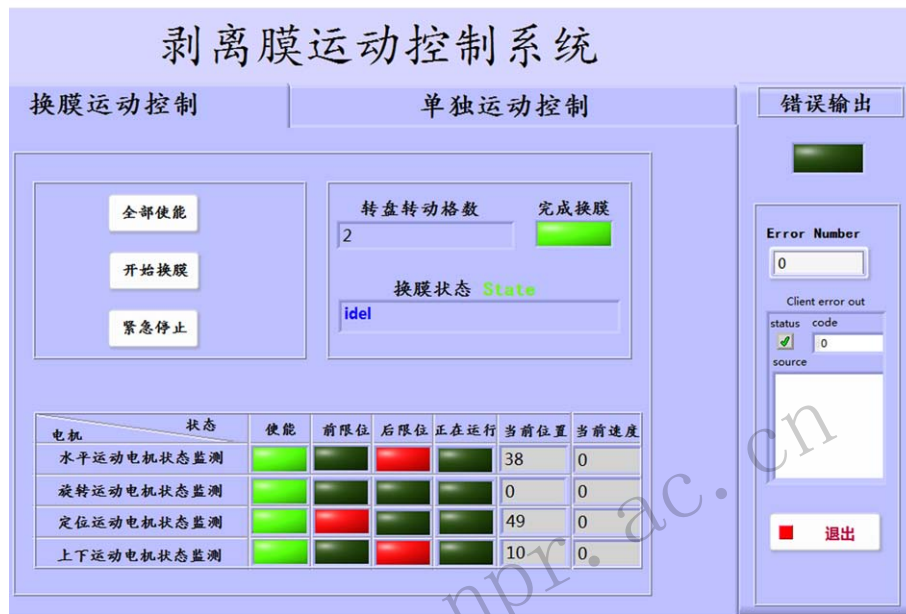 剥离膜运动控制系统
换膜运动控制
单独运动控制
错误输出
全部使能
开始换膜
紧急停止
转盘转动格数
完成换膜
2
换膜状态 State
idel
Error Number
0
Client error out
status code
0
source
退出
状态
电机
使能 前限位 后限位 正在运行 当前位置 当前速度
水平运动电机状态监测 38 0
旋转运动电机状态监测 0 0
定位运动电机状态监测 49 0
上下运动电机状态监测 10 0
npr.ac.cn